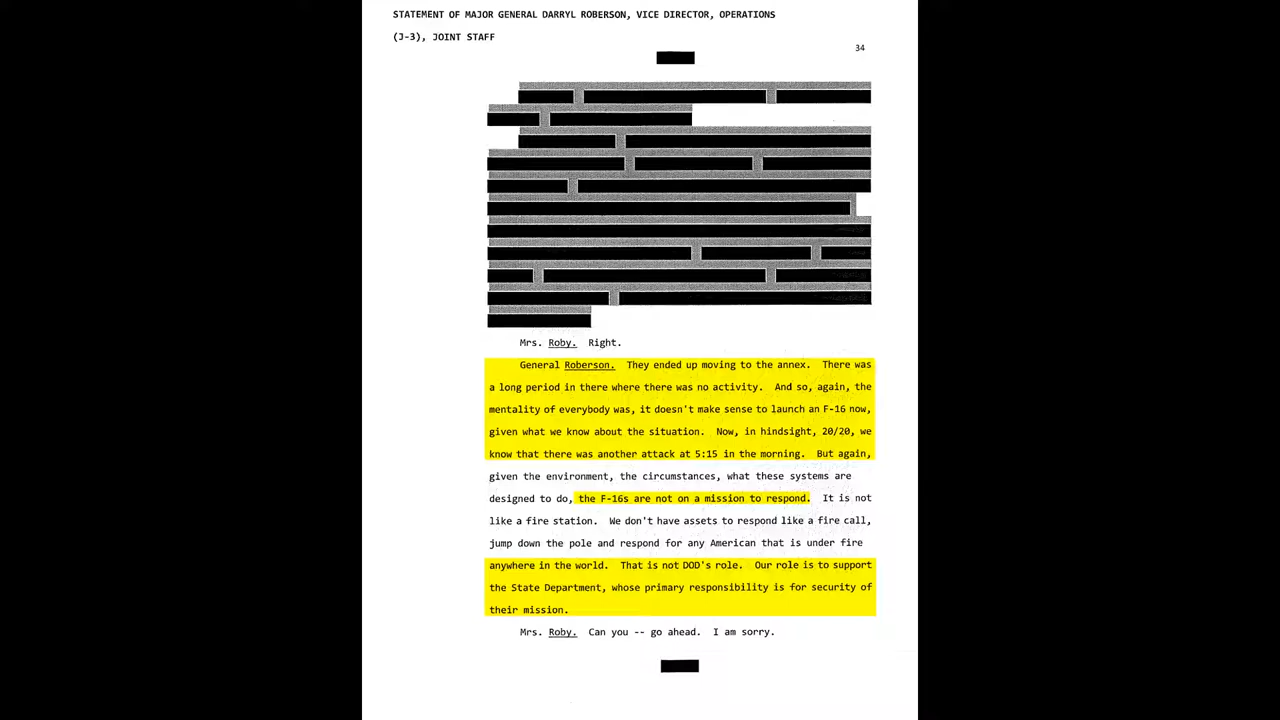 STATEMENT OF MAJOR GENERAL DARRYL ROBERSON, VICE DIRECTOR, OPERATIONS
(J-3), JOINT STAFF
34
Mrs. Roby. Right.
General Roberson. They ended up moving to the annex. There was
a long period in there where there was no activity. And so, again, the
mentality of everybody was, it doesn't make sense to launch an F-16 now,
given what we know about the situation. Now, in hindsight, 20/20, we
know that there was another attack at 5:15 in the morning. But again,
given the environment, the circumstances, what these systems are
designed to do, the F-16s are not on a mission to respond. It is not
like a fire station. We don't have assets to respond like a fire call,
jump down the pole and respond for any American that is under fire
anywhere in the world. That is not DOD's role. Our role is to support
the State Department, whose primary responsibility is for security of
their mission.
Mrs. Roby. Can you -- go ahead. I am sorry.